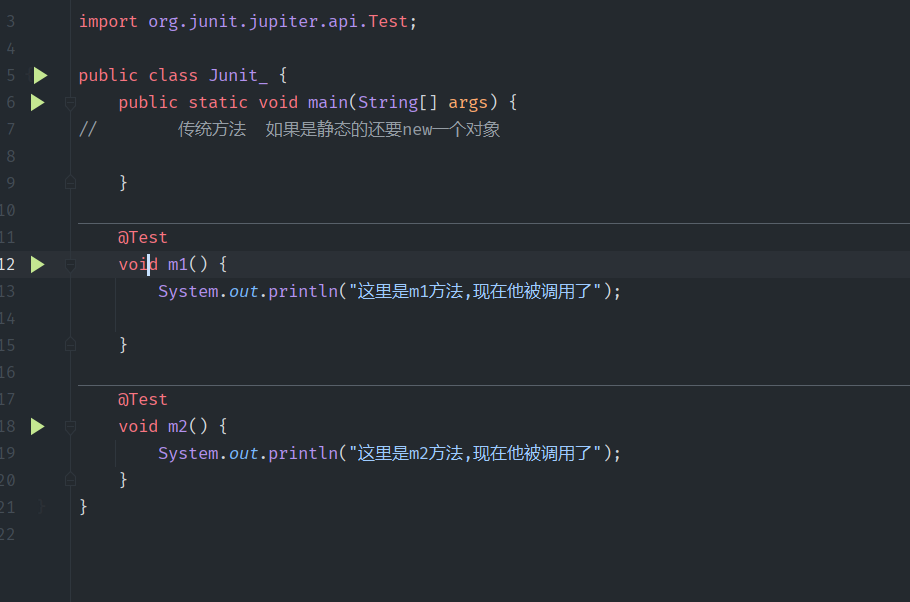 3 import org.junit.jupiter.api.Test;
4
5 public class Junit_ {
6 public static void main(String[] args) {
7 // 传统方法 如果是静态的还要new一个对象
8
9 }
10
11 @Test
12 void m1() {
13 System.out.println("这里是m1方法,现在他被调用了");
14
15 }
16
17 @Test
18 void m2() {
19 System.out.println("这里是m2方法,现在他被调用了");
20 }
21 }
22